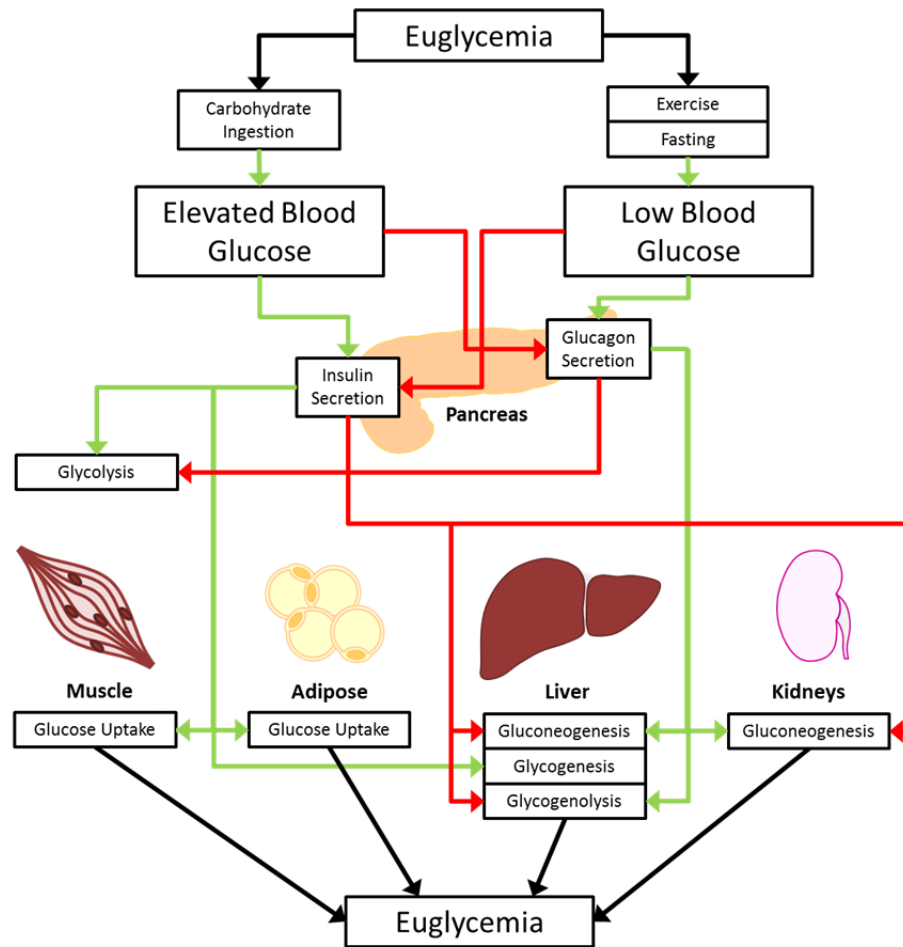 Euglycemia
Carbohydrate
Ingestion
Exercise
Fasting
Elevated Blood
Glucose
Low Blood
Glucose
Glucagon
Secretion
Insulin
Secretion
Pancreas
Glycolysis
Muscle
Adipose
Liver
Kidneys
Glucose Uptake
Glucose Uptake
Gluconeogenesis
Gluconeogenesis
Glycogenesis
Glycogenolysis
Euglycemia